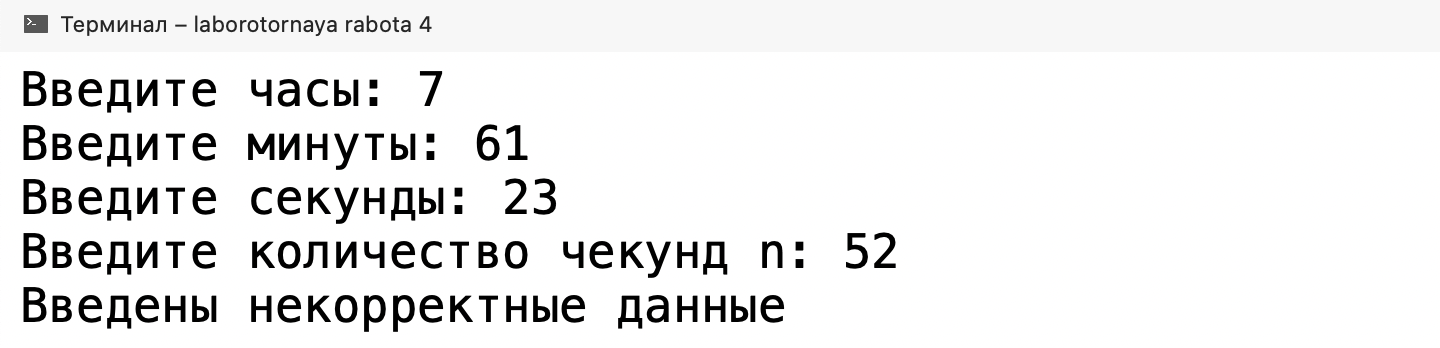 Терминал – laborotornaya rabota 4
Введите часы: 7
Введите минуты: 61
Введите секунды: 23
Введите количество чекунд n: 52
Введены некорректные данные